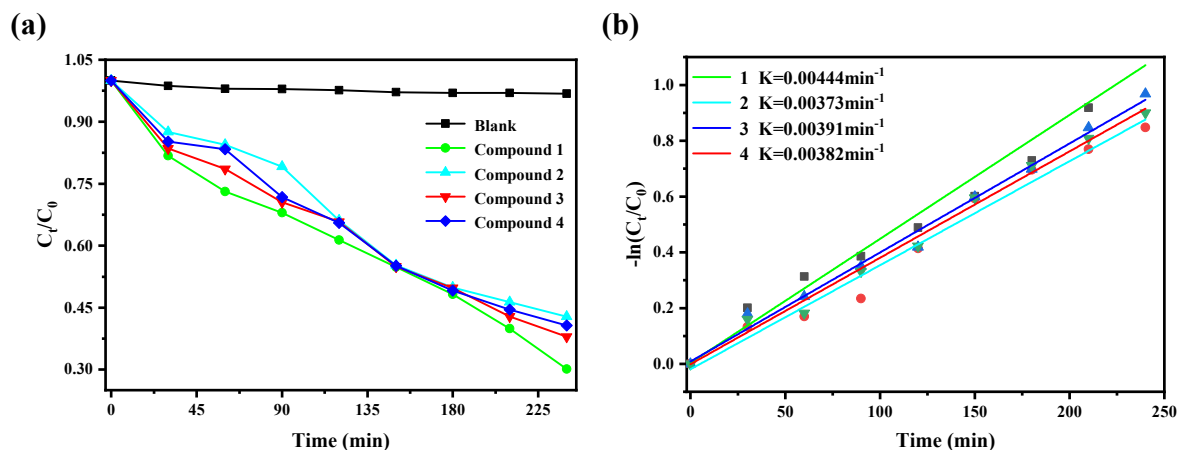 (a)
1.05
0.90
0.75
0.60
0.45
0.30
C_t/C_0
0
45
90
135
180
225
Time (min)
Blank
Compound 1
Compound 2
Compound 3
Compound 4
(b)
1.0
0.8
0.6
0.4
0.2
0.0
-ln(C_t/C_0)
0
50
100
150
200
250
Time (min)
1 K=0.00444min⁻¹
2 K=0.00373min⁻¹
3 K=0.00391min⁻¹
4 K=0.00382min⁻¹